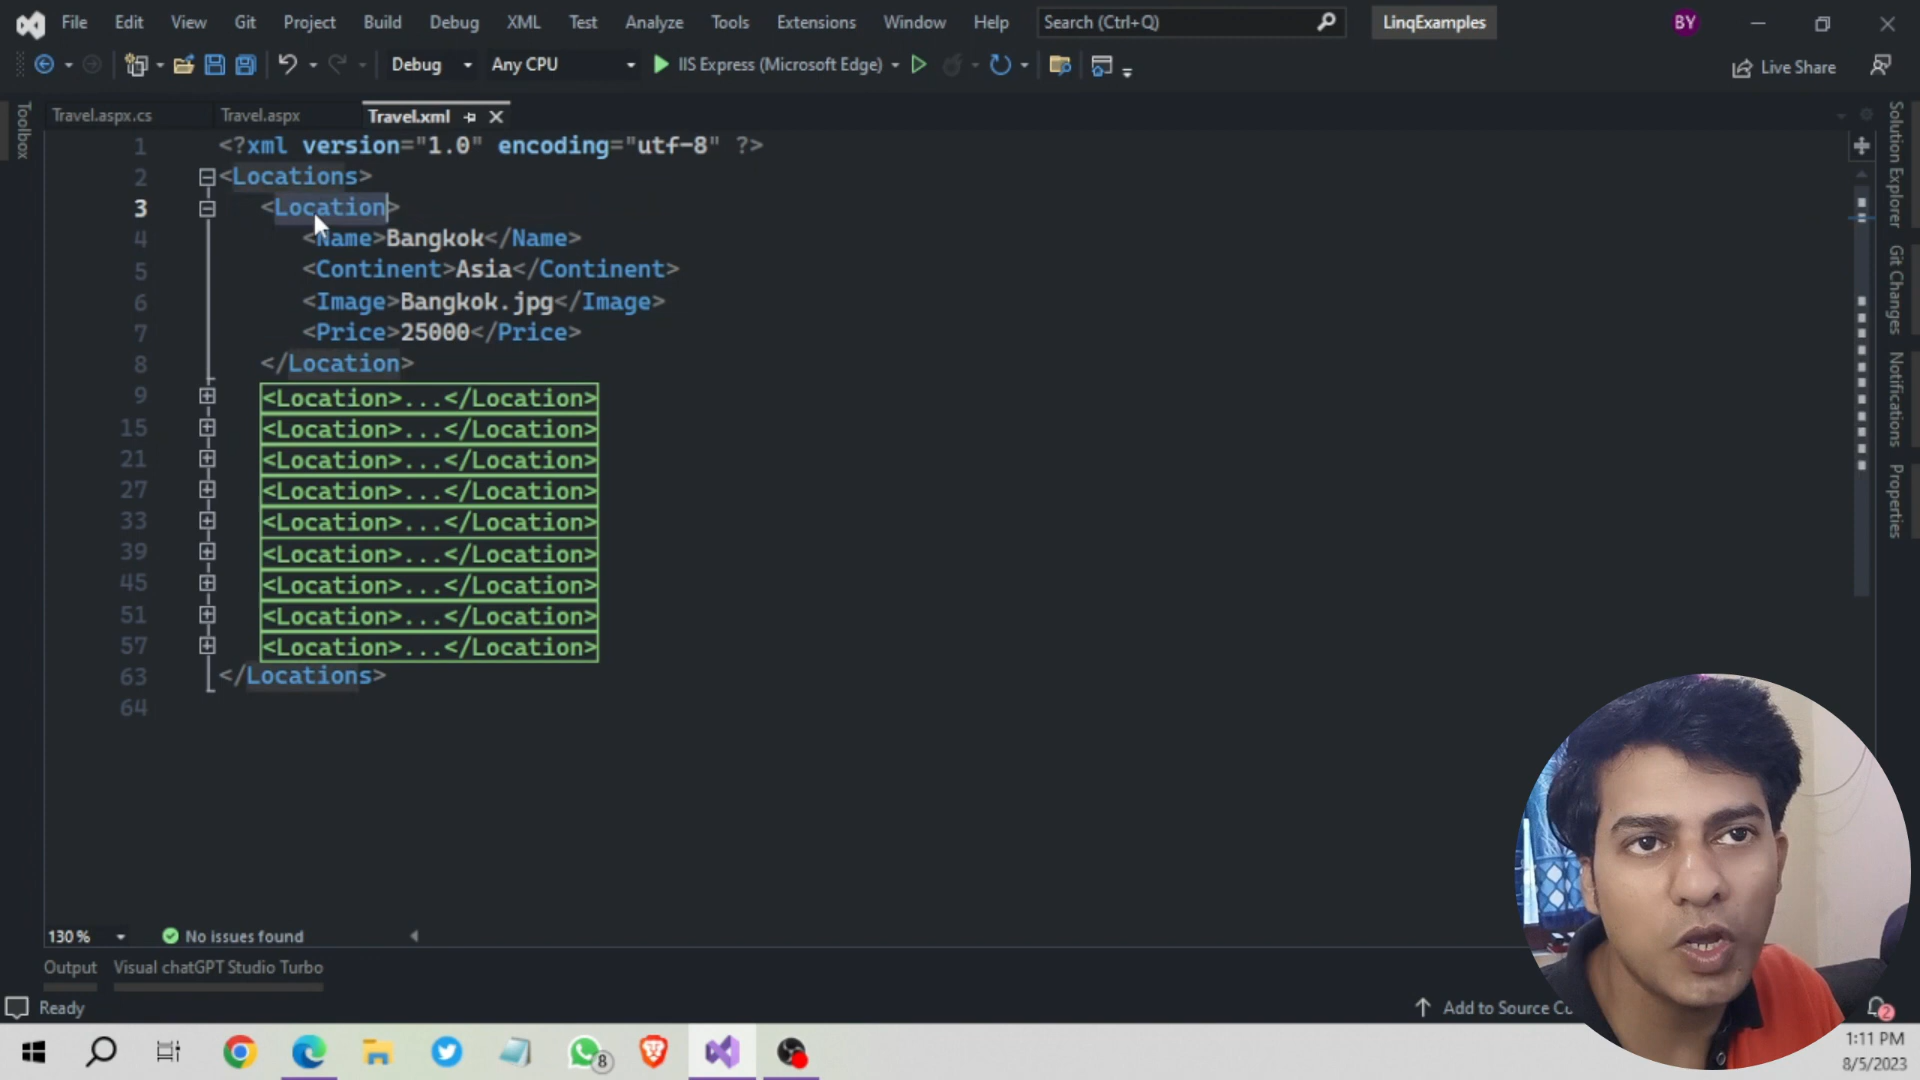 File Edit View Git Project Build Debug XML Test Analyze Tools Extensions Window Help Search (Ctrl+Q) LinqExamples BY
Debug Any CPU IIS Express (Microsoft Edge) Live Share
Toolbox
Travel.aspx.cs Travel.aspx Travel.xml
1 <?xml version="1.0" encoding="utf-8" ?>
2 <Locations>
3 <Location>
4 <Name>Bangkok</Name>
5 <Continent>Asia</Continent>
6 <Image>Bangkok.jpg</Image>
7 <Price>25000</Price>
8 </Location>
9 <Location>...</Location>
15 <Location>...</Location>
21 <Location>...</Location>
27 <Location>...</Location>
33 <Location>...</Location>
39 <Location>...</Location>
45 <Location>...</Location>
51 <Location>...</Location>
57 <Location>...</Location>
63 </Locations>
64
Solution Explorer
Git Changes
Notifications
Properties
130 % No issues found
Output Visual chatGPT Studio Turbo
Ready Add to Source 2
8
1:11 PM
8/5/2023